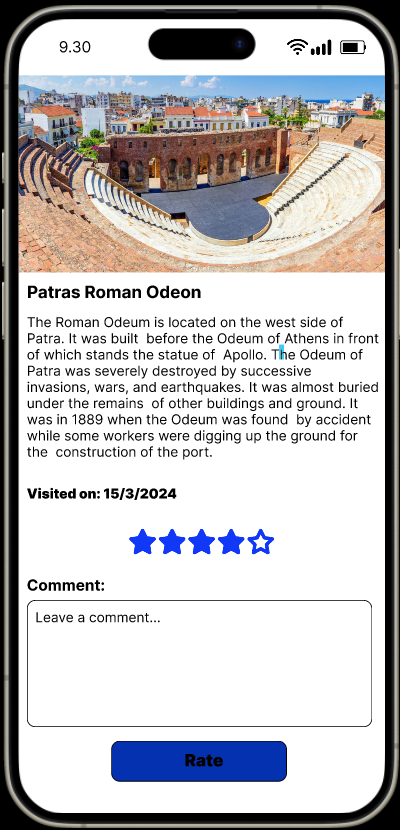 9.30
Patras Roman Odeon
The Roman Odeum is located on the west side of
Patra. It was built  before the Odeum of Athens in front
of which stands the statue of  Apollo. The Odeum of
Patra was severely destroyed by successive
invasions, wars, and earthquakes. It was almost buried
under the remains  of other buildings and ground. It
was in 1889 when the Odeum was found  by accident
while some workers were digging up the ground for
the  construction of the port.
Visited on: 15/3/2024
Comment:
Leave a comment...
Rate